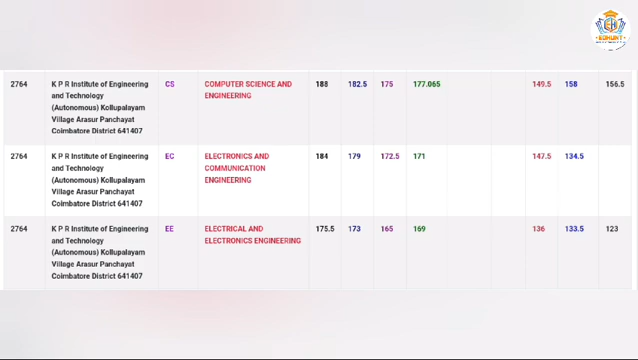 EDHUNT
2764 K P R Institute of Engineering CS COMPUTER SCIENCE AND 188 182.5 175 177.065 149.5 158 156.5
and Technology ENGINEERING
(Autonomous) Kollupalayam
Village Arasur Panchayat
Coimbatore District 641407
2764 K P R Institute of Engineering EC ELECTRONICS AND 184 179 172.5 171 147.5 134.5
and Technology COMMUNICATION
(Autonomous) Kollupalayam ENGINEERING
Village Arasur Panchayat
Coimbatore District 641407
2764 K P R Institute of Engineering EE ELECTRICAL AND 175.5 173 165 169 136 133.5 123
and Technology ELECTRONICS ENGINEERING
(Autonomous) Kollupalayam
Village Arasur Panchayat
Coimbatore District 641407